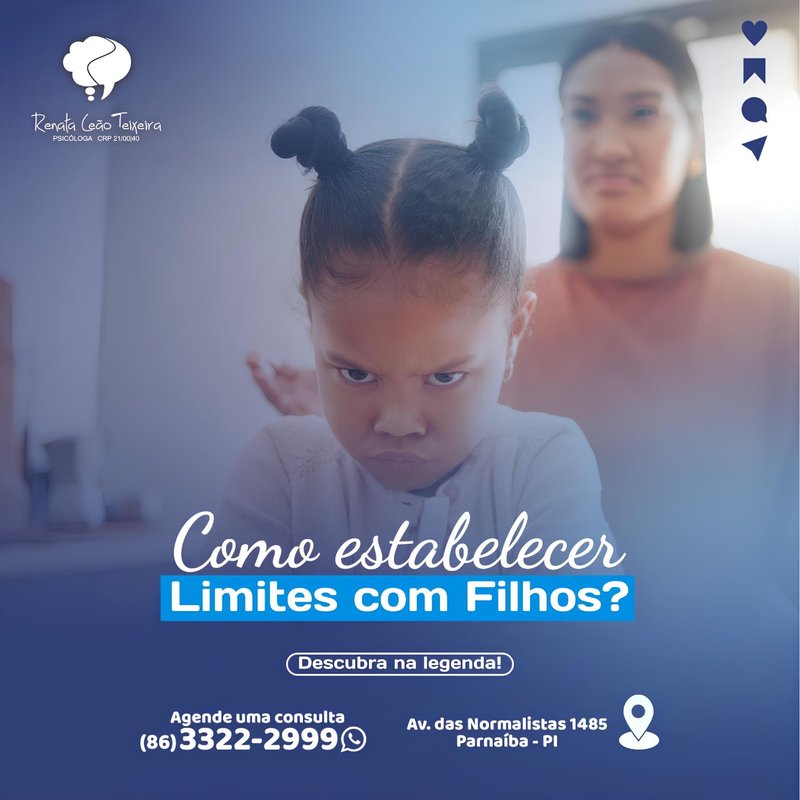 Renata Leão Teixeira
PSICÓLOGA CRP 21/00140
Como estabelecer
Limites com Filhos?
Descubra na legenda!
Agende uma consulta
(86) 3322-2999
Av. das Normalistas 1485
Parnaíba - PI